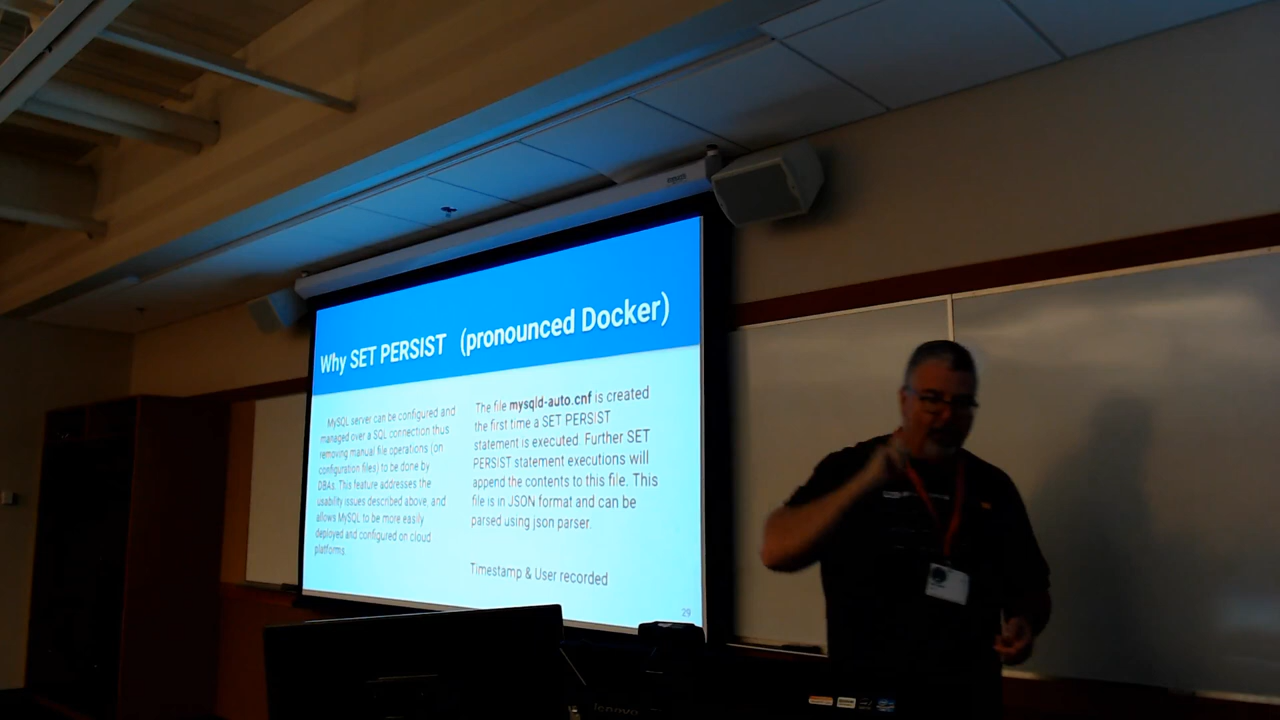 Why SET PERSIST (pronounced Docker)
MySQL server can be configured and
managed over a SQL connection thus
removing manual file operations (on
configuration files) to be done by
DBAs. This feature addresses the
usability issues described above, and
allows MySQL to be more easily
deployed and configured on cloud
platforms.
The file mysqld-auto.cnf is created
the first time a SET PERSIST
statement is executed. Further SET
PERSIST statement executions will
append the contents to this file. This
file is in JSON format and can be
parsed using json parser.
Timestamp & User recorded
29
lenovo